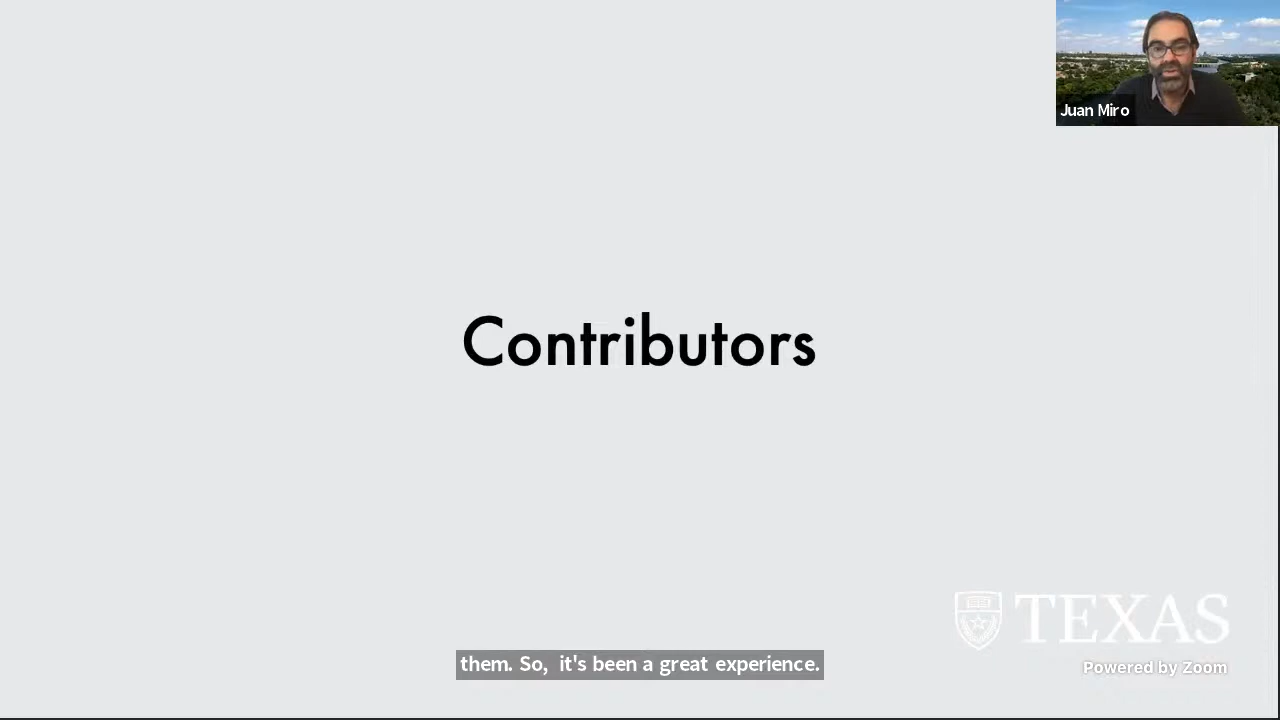 Juan Miro
Contributors
TEXAS
them. So,  it's been a great experience.
Powered by Zoom